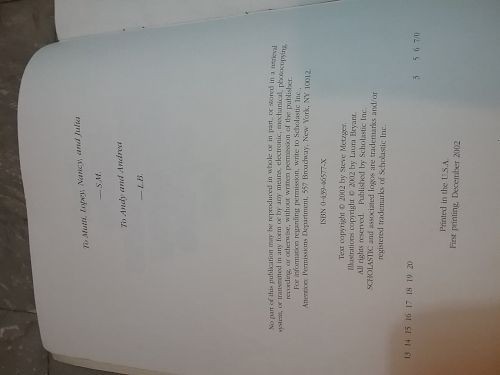 To Mutti, Lopey, Nancy, and Julia
—S.M.
To Andy and Andrea
—L.B.
No part of this publication may be reproduced in whole or in part, or stored in a retrieval
system, or transmitted in any form or by any means, electronic, mechanical, photocopying,
recording, or otherwise, without written permission of the publisher.
For information regarding permission, write to Scholastic Inc.,
Attention: Permissions Department, 557 Broadway, New York, NY 10012.
ISBN 0-439-46577-X
Text copyright © 2002 by Steve Metzger.
Illustrations copyright © 2002 by Laura Bryant.
All rights reserved. Published by Scholastic Inc.
SCHOLASTIC and associated logos are trademarks and/or
registered trademarks of Scholastic Inc.
13 14 15 16 17 18 19 20 3 5 6 7/0
Printed in the U.S.A.
First printing, December 2002